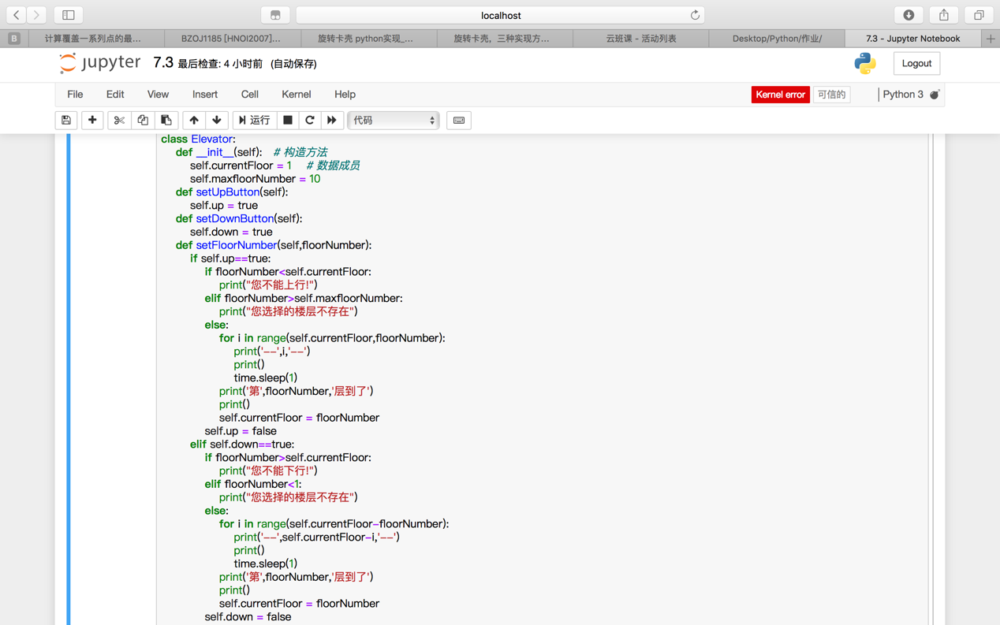 localhost
B
计算覆盖一系列点的最...
BZOJ1185 [HNOI2007]...
旋转卡壳 python实现_...
旋转卡壳，三种实现方...
云班课 - 活动列表
Desktop/Python/作业/
7.3 - Jupyter Notebook
jupyter 7.3 最后检查: 4 小时前 (自动保存)
Logout
File Edit View Insert Cell Kernel Help
Kernel error 可信的 Python 3
运行 代码
class Elevator:
def __init__(self): # 构造方法
self.currentFloor = 1 # 数据成员
self.maxfloorNumber = 10
def setUpButton(self):
self.up = true
def setDownButton(self):
self.down = true
def setFloorNumber(self,floorNumber):
if self.up==true:
if floorNumber<self.currentFloor:
print("您不能上行!")
elif floorNumber>self.maxfloorNumber:
print("您选择的楼层不存在")
else:
for i in range(self.currentFloor,floorNumber):
print('--',i,'--')
print()
time.sleep(1)
print('第',floorNumber,'层到了')
print()
self.currentFloor = floorNumber
self.up = false
elif self.down==true:
if floorNumber>self.currentFloor:
print("您不能下行!")
elif floorNumber<1:
print("您选择的楼层不存在")
else:
for i in range(self.currentFloor-floorNumber):
print('--',self.currentFloor-i,'--')
print()
time.sleep(1)
print('第',floorNumber,'层到了')
print()
self.currentFloor = floorNumber
self.down = false